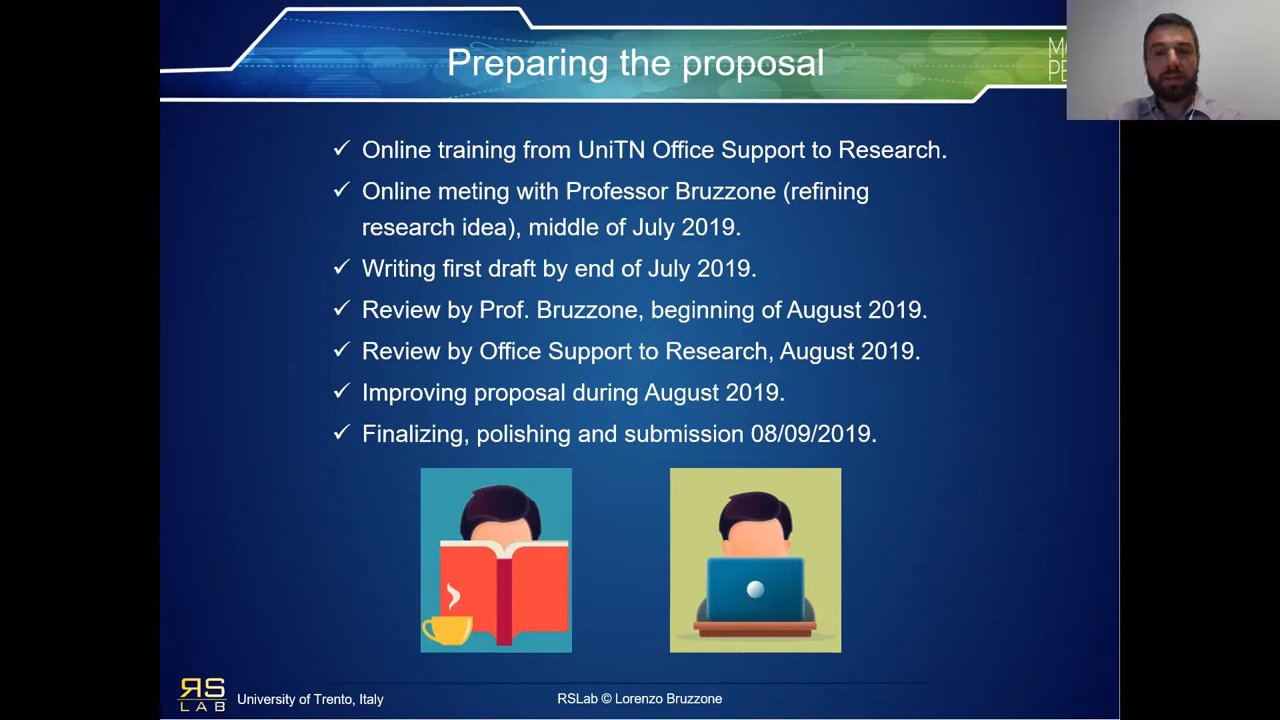 Preparing the proposal
✓ Online training from UniTN Office Support to Research.
✓ Online meting with Professor Bruzzone (refining
research idea), middle of July 2019.
✓ Writing first draft by end of July 2019.
✓ Review by Prof. Bruzzone, beginning of August 2019.
✓ Review by Office Support to Research, August 2019.
✓ Improving proposal during August 2019.
✓ Finalizing, polishing and submission 08/09/2019.
RS
LAB
University of Trento, Italy
RSLab © Lorenzo Bruzzone